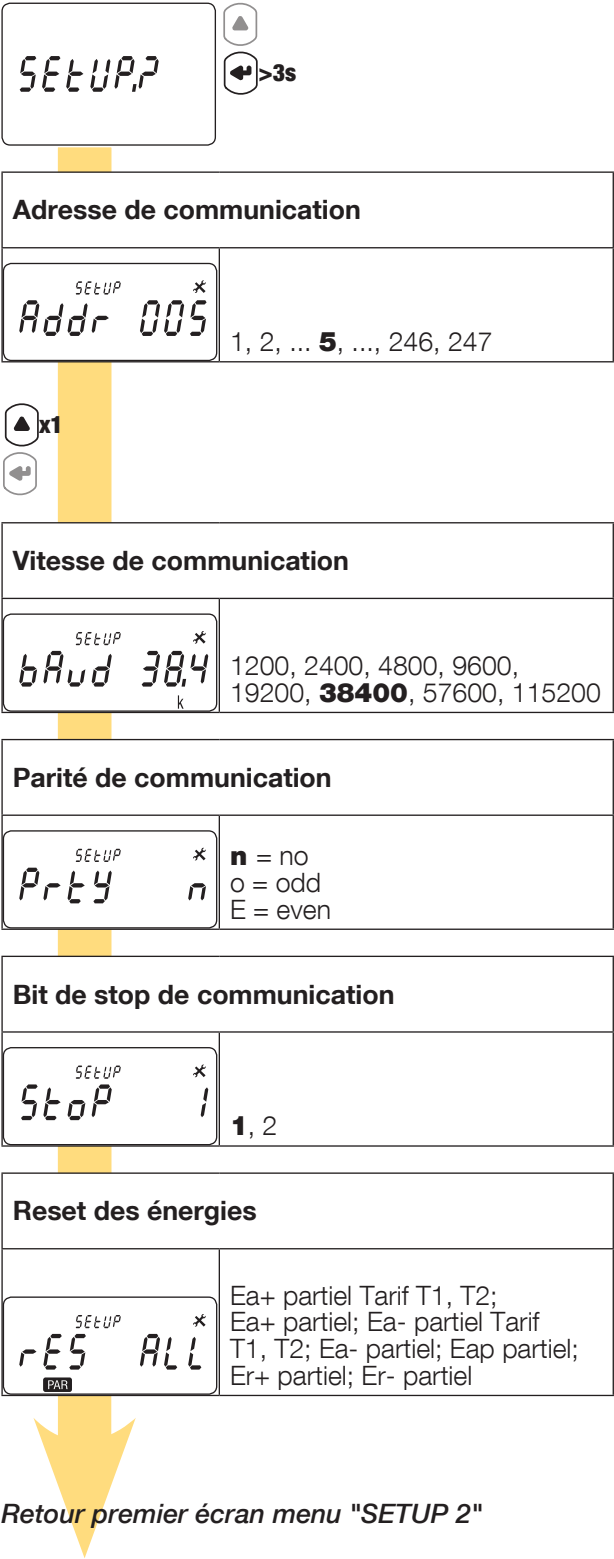 SEtUP.?
>3s
Adresse de communication
SEtUP
Addr 005
1, 2, ... 5, ..., 246, 247
x1
Vitesse de communication
SEtUP
bAud 38.4
k
1200, 2400, 4800, 9600,
19200, 38400, 57600, 115200
Parité de communication
SEtUP
PrtY n
n = no
o = odd
E = even
Bit de stop de communication
SEtUP
StoP 1
1, 2
Reset des énergies
SEtUP
rES ALL
PAR
Ea+ partiel Tarif T1, T2;
Ea+ partiel; Ea- partiel Tarif
T1, T2; Ea- partiel; Eap partiel;
Er+ partiel; Er- partiel
Retour premier écran menu "SETUP 2"